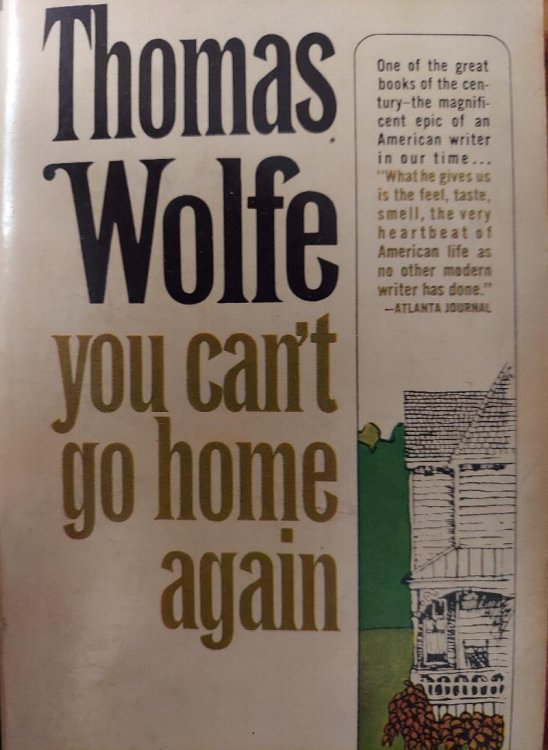 Thomas
Wolfe
you can't
go home
again
One of the great
books of the cen-
tury—the magnifi-
cent epic of an
American writer
in our time...
"What he gives us
is the feel, taste,
smell, the very
heartbeat of
American life as
no other modern
writer has done."
—ATLANTA JOURNAL